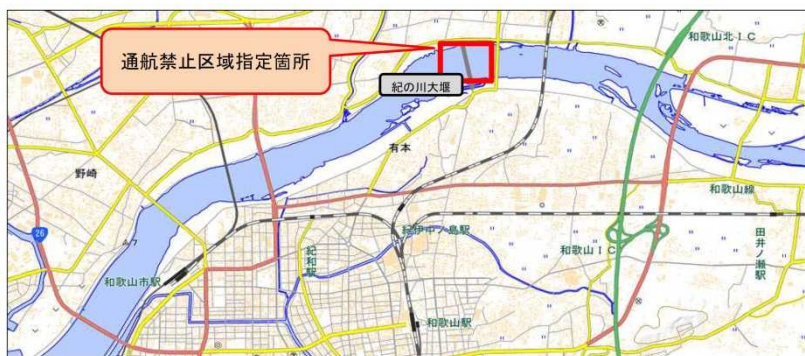 通航禁止区域指定箇所
紀の川大堰
和歌山北IC
有本
野崎
和歌山線
26
紀伊中ノ島駅
和歌山IC
田井ノ瀬駅
紀和駅
和歌山市駅
和歌山駅